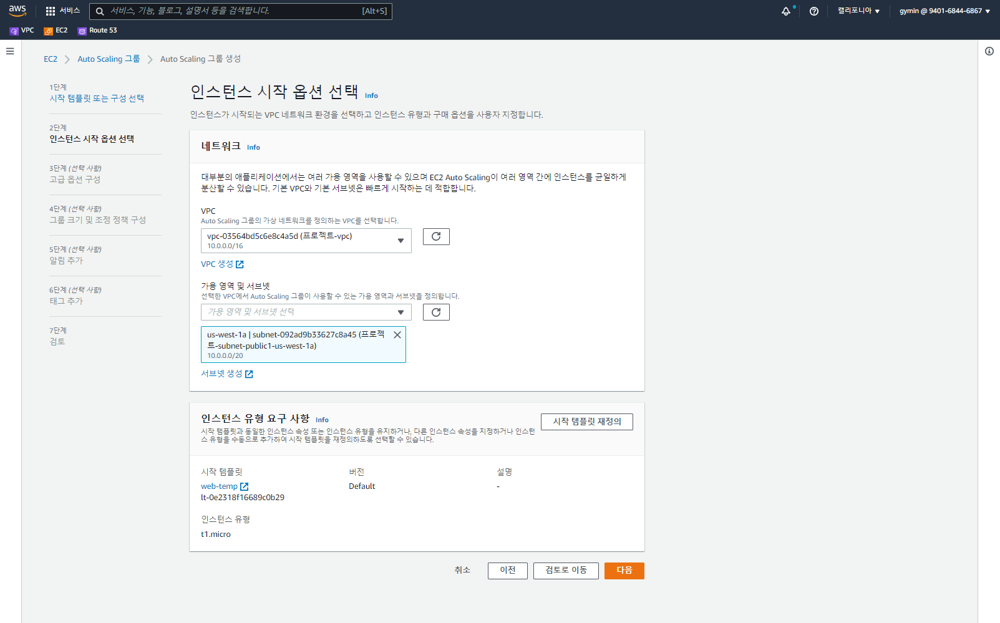 aws
서비스
서비스, 기능, 블로그, 설명서 등을 검색합니다.
[Alt+S]
캘리포니아
gymin @ 9401-6844-6867
VPC
EC2
Route 53
EC2
Auto Scaling 그룹
Auto Scaling 그룹 생성
1단계
시작 템플릿 또는 구성 선택
2단계
인스턴스 시작 옵션 선택
3단계 (선택 사항)
고급 옵션 구성
4단계 (선택 사항)
그룹 크기 및 조정 정책 구성
5단계 (선택 사항)
알림 추가
6단계 (선택 사항)
태그 추가
7단계
검토
인스턴스 시작 옵션 선택 Info
인스턴스가 시작되는 VPC 네트워크 환경을 선택하고 인스턴스 유형과 구매 옵션을 사용자 지정합니다.
네트워크 Info
대부분의 애플리케이션에서는 여러 가용 영역을 사용할 수 있으며 EC2 Auto Scaling이 여러 영역 간에 인스턴스를 균일하게
분산할 수 있습니다. 기본 VPC와 기본 서브넷은 빠르게 시작하는 데 적합합니다.
VPC
Auto Scaling 그룹의 가상 네트워크를 정의하는 VPC를 선택합니다.
vpc-03564bd5c6e8c4a5d (프로젝트-vpc)
10.0.0.0/16
VPC 생성
가용 영역 및 서브넷
선택한 VPC에서 Auto Scaling 그룹이 사용할 수 있는 가용 영역과 서브넷을 정의합니다.
가용 영역 및 서브넷 선택
us-west-1a | subnet-092ad9b33627c8a45 (프로젝
트-subnet-public1-us-west-1a)
10.0.0.0/20
서브넷 생성
인스턴스 유형 요구 사항 Info
시작 템플릿 재정의
시작 템플릿과 동일한 인스턴스 속성 또는 인스턴스 유형을 유지하거나, 다른 인스턴스 속성을 지정하거나 인스턴
스 유형을 수동으로 추가하여 시작 템플릿을 재정의하도록 선택할 수 있습니다.
시작 템플릿
web-temp
lt-0e2318f16689c0b29
버전
Default
설명
-
인스턴스 유형
t1.micro
취소
이전
검토로 이동
다음